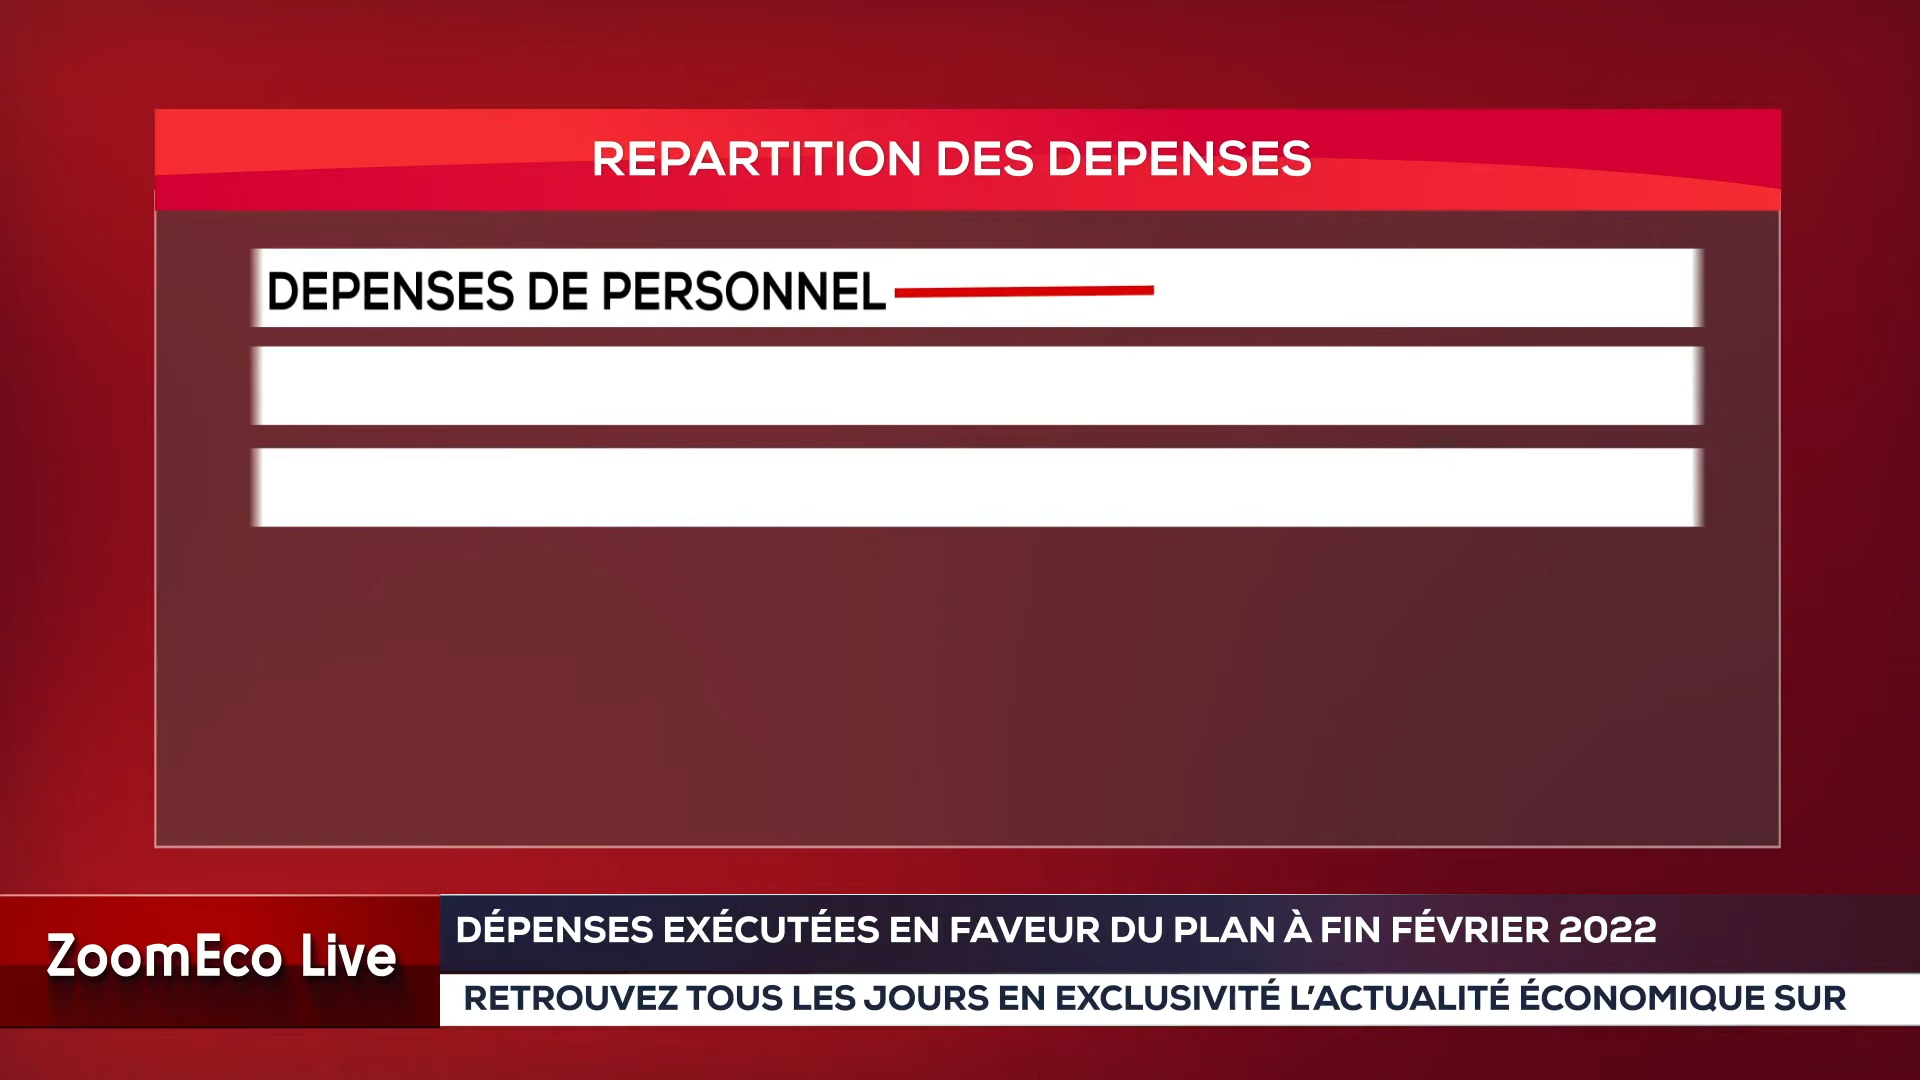 REPARTITION DES DEPENSES
DEPENSES DE PERSONNEL
ZoomEco Live
DÉPENSES EXÉCUTÉES EN FAVEUR DU PLAN À FIN FÉVRIER 2022
RETROUVEZ TOUS LES JOURS EN EXCLUSIVITÉ L'ACTUALITÉ ÉCONOMIQUE SUR